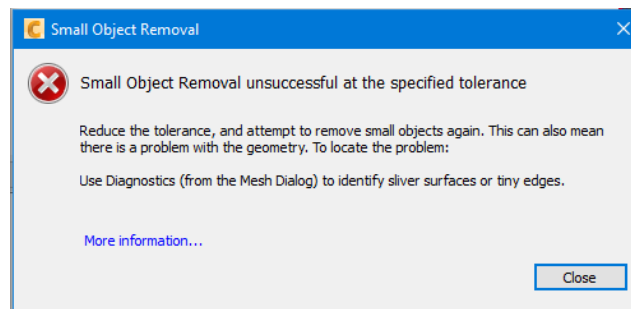 Small Object Removal
Small Object Removal unsuccessful at the specified tolerance
Reduce the tolerance, and attempt to remove small objects again. This can also mean
there is a problem with the geometry. To locate the problem:
Use Diagnostics (from the Mesh Dialog) to identify sliver surfaces or tiny edges.
More information...
Close